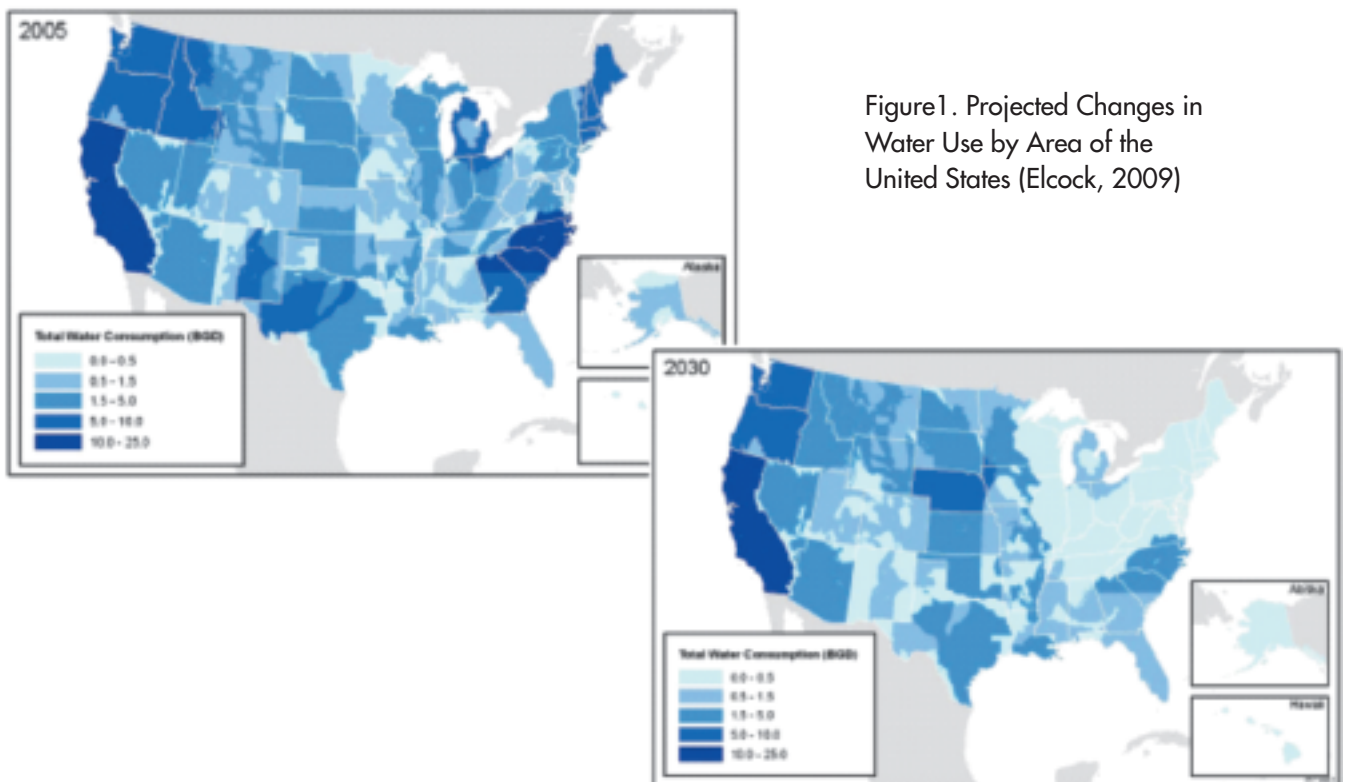 2005
Figure1. Projected Changes in
Water Use by Area of the
United States (Elcock, 2009)
Alaska
Total Water Consumption (BGD)
0.0 - 0.5
0.5 - 1.5
1.5 - 5.0
5.0 - 10.0
10.0 - 25.0
2030
Alaska
Total Water Consumption (BGD)
0.0 - 0.5
0.5 - 1.5
1.5 - 5.0
5.0 - 10.0
10.0 - 25.0
Hawaii